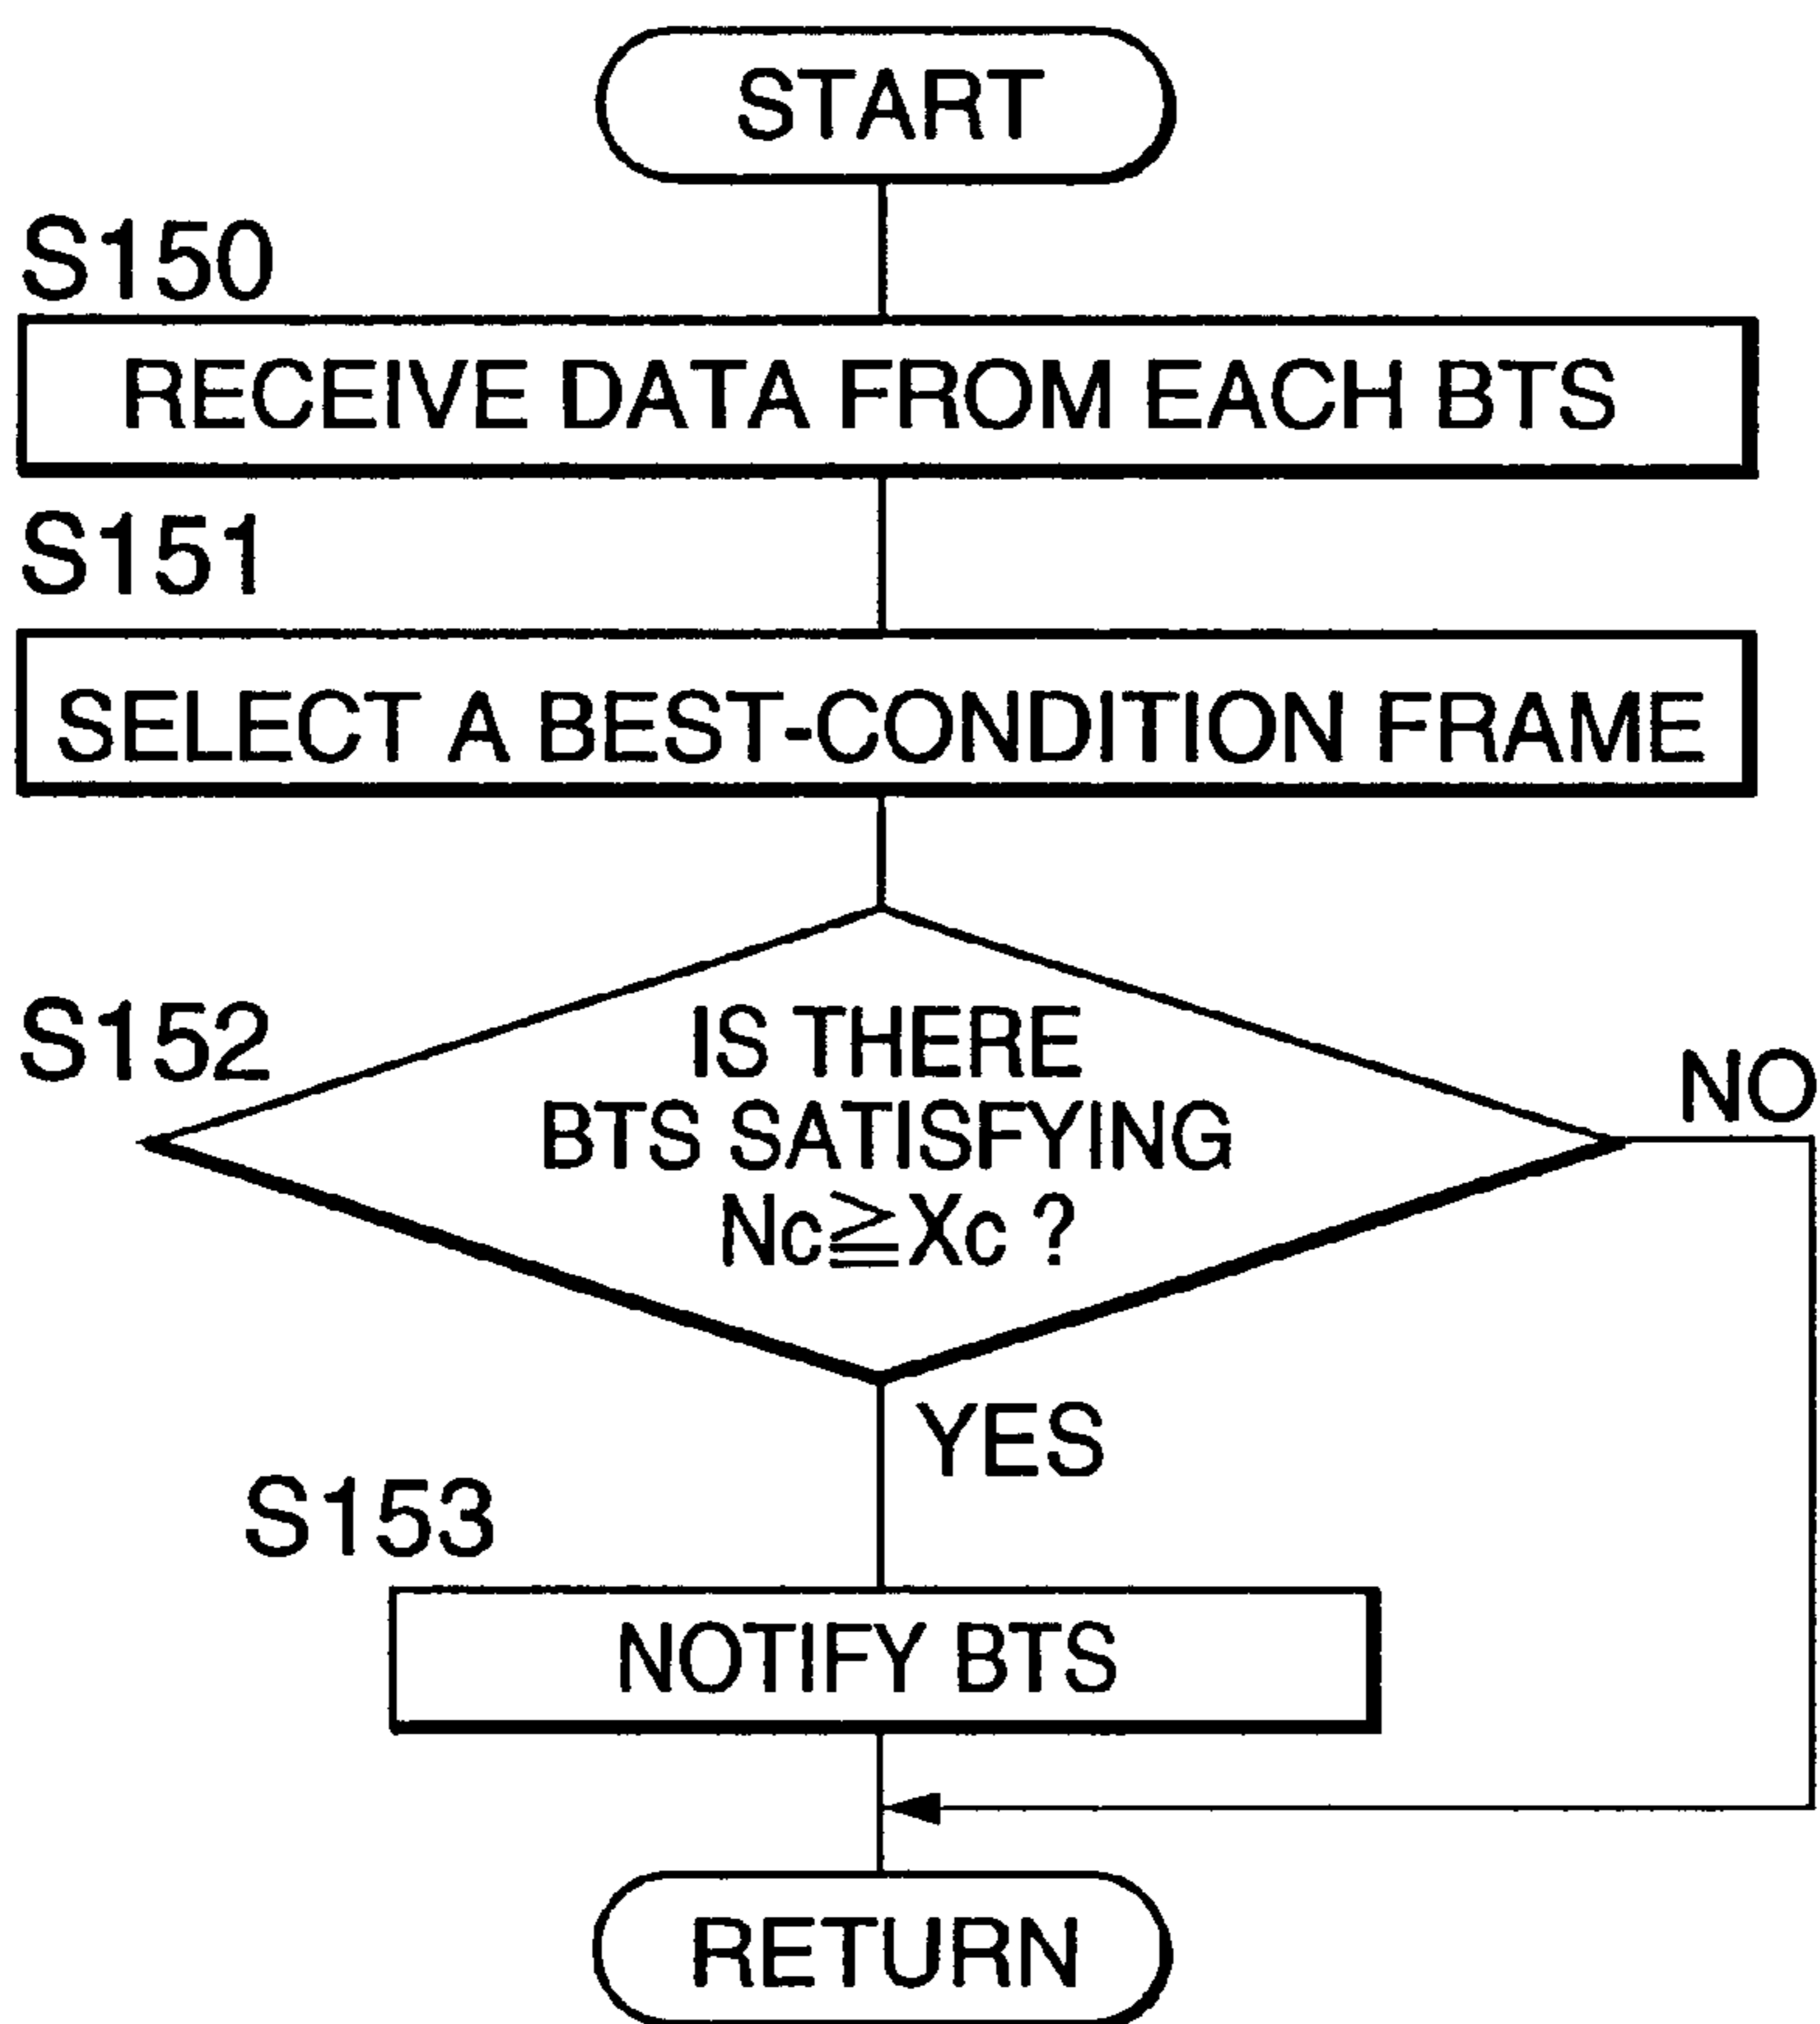 START
S150
RECEIVE DATA FROM EACH BTS
S151
SELECT A BEST-CONDITION FRAME
S152
IS THERE
BTS SATISFYING
Nc≧Xc ?
NO
YES
S153
NOTIFY BTS
RETURN